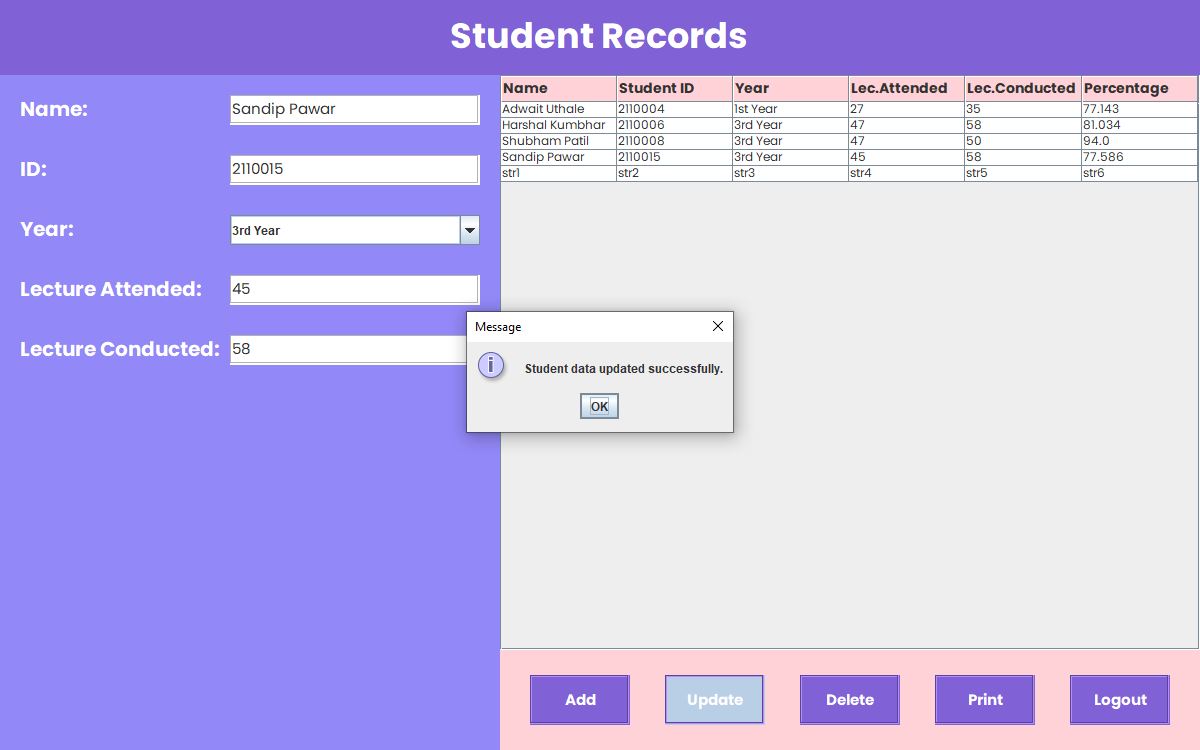 Student Records
Name: Sandip Pawar
ID: 2110015
Year: 3rd Year
Lecture Attended: 45
Lecture Conducted: 58
Name Student ID Year Lec.Attended Lec.Conducted Percentage
Adwait Uthale 2110004 1st Year 27 35 77.143
Harshal Kumbhar 2110006 3rd Year 47 58 81.034
Shubham Patil 2110008 3rd Year 47 50 94.0
Sandip Pawar 2110015 3rd Year 45 58 77.586
str1 str2 str3 str4 str5 str6
Message
Student data updated successfully.
OK
Add Update Delete Print Logout